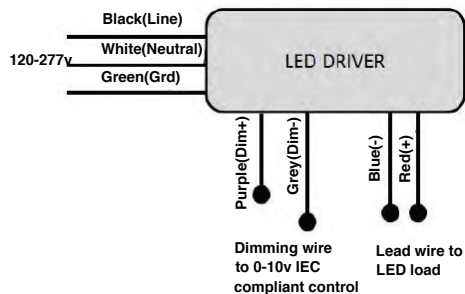 Black(Line)
White(Neutral)
120-277v
Green(Grd)
LED DRIVER
Purple(Dim+)
Grey(Dim-)
Blue(-)
Red(+)
Dimming wire
to 0-10v IEC
compliant control
Lead wire to
LED load